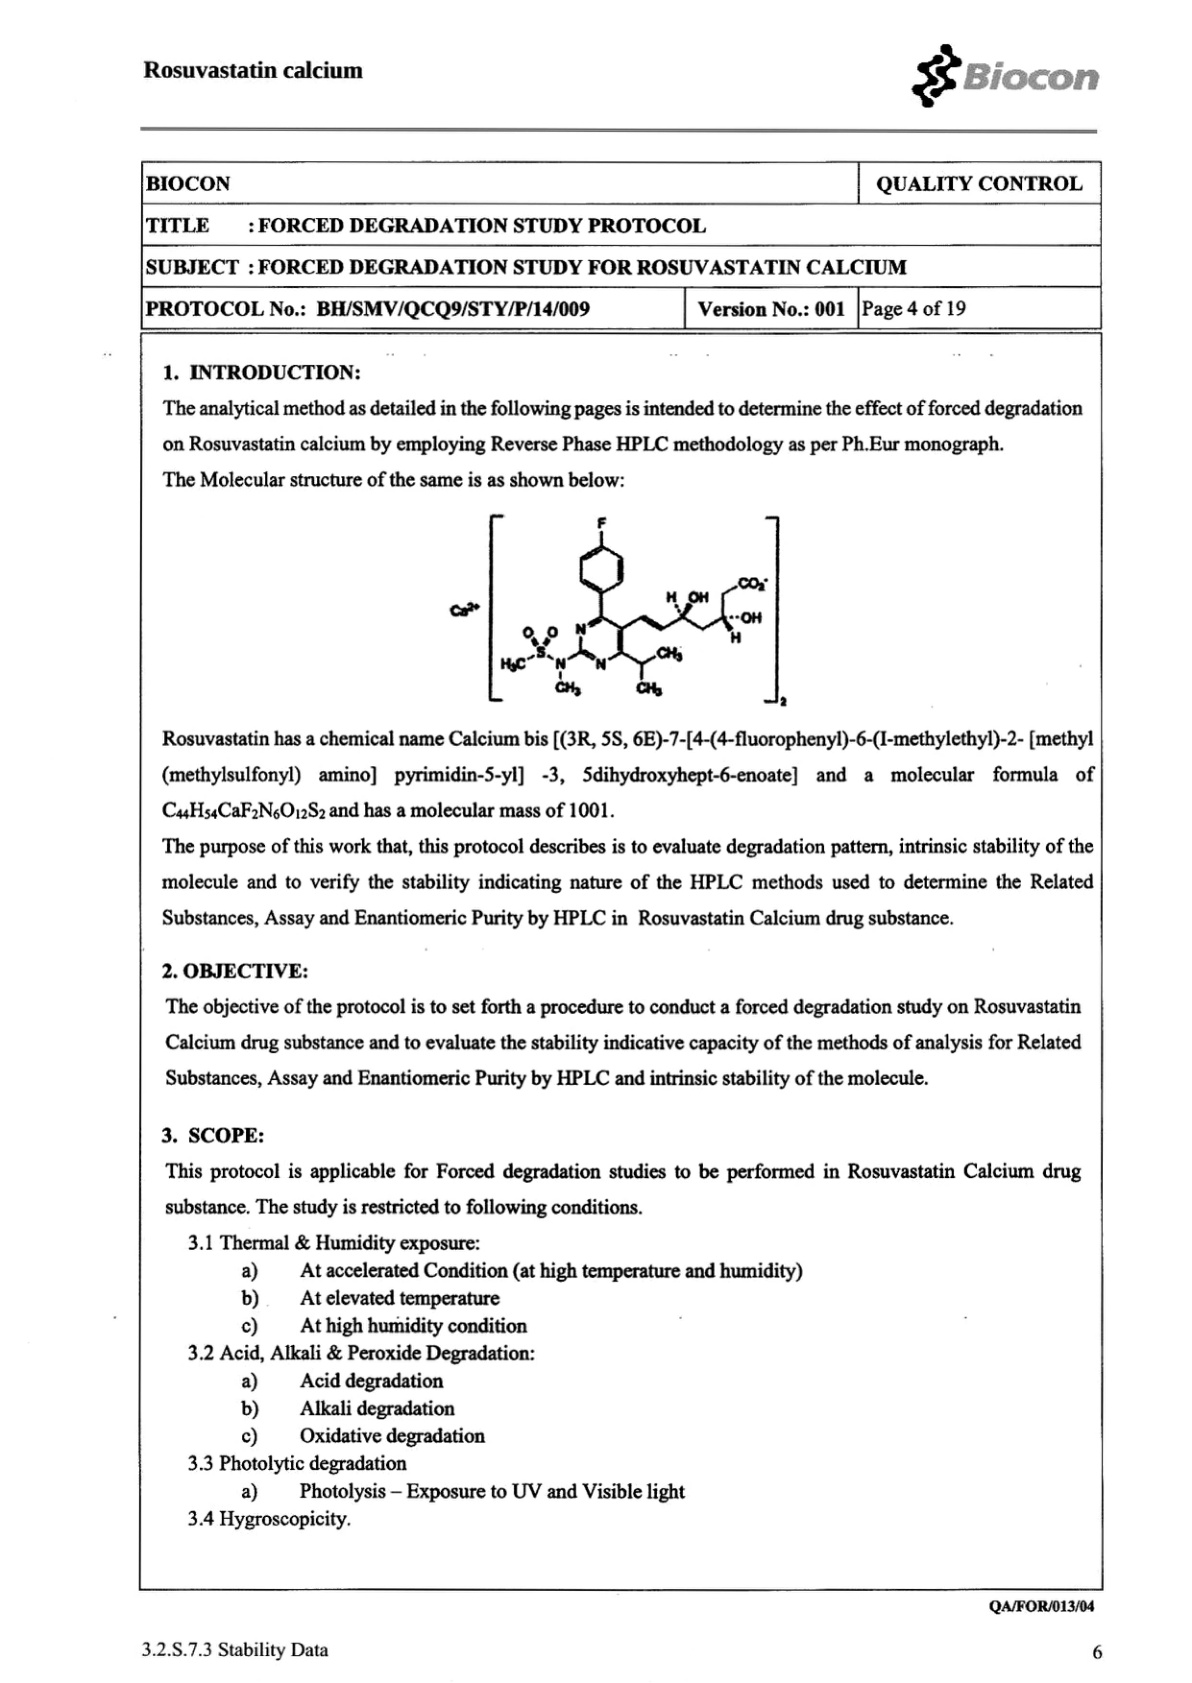 Rosuvastatin calcium
Biocon
BIOCON QUALITY CONTROL
TITLE : FORCED DEGRADATION STUDY PROTOCOL
SUBJECT : FORCED DEGRADATION STUDY FOR ROSUVASTATIN CALCIUM
PROTOCOL No.: BH/SMV/QCQ9/STY/P/14/009 Version No.: 001 Page 4 of 19
1. INTRODUCTION:
The analytical method as detailed in the following pages is intended to determine the effect of forced degradation
on Rosuvastatin calcium by employing Reverse Phase HPLC methodology as per Ph.Eur monograph.
The Molecular structure of the same is as shown below:
F
CO₂⁻
H OH
Ca²⁺
OH
O O N
H
S
CH₃
H₃C N N
CH₃ CH₃
2
Rosuvastatin has a chemical name Calcium bis [(3R, 5S, 6E)-7-[4-(4-fluorophenyl)-6-(I-methylethyl)-2- [methyl
(methylsulfonyl) amino] pyrimidin-5-yl] -3, 5dihydroxyhept-6-enoate] and a molecular formula of
C₄₄H₅₄CaF₂N₆O₁₂S₂ and has a molecular mass of 1001.
The purpose of this work that, this protocol describes is to evaluate degradation pattern, intrinsic stability of the
molecule and to verify the stability indicating nature of the HPLC methods used to determine the Related
Substances, Assay and Enantiomeric Purity by HPLC in Rosuvastatin Calcium drug substance.
2. OBJECTIVE:
The objective of the protocol is to set forth a procedure to conduct a forced degradation study on Rosuvastatin
Calcium drug substance and to evaluate the stability indicative capacity of the methods of analysis for Related
Substances, Assay and Enantiomeric Purity by HPLC and intrinsic stability of the molecule.
3. SCOPE:
This protocol is applicable for Forced degradation studies to be performed in Rosuvastatin Calcium drug
substance. The study is restricted to following conditions.
3.1 Thermal & Humidity exposure:
a) At accelerated Condition (at high temperature and humidity)
b) At elevated temperature
c) At high humidity condition
3.2 Acid, Alkali & Peroxide Degradation:
a) Acid degradation
b) Alkali degradation
c) Oxidative degradation
3.3 Photolytic degradation
a) Photolysis – Exposure to UV and Visible light
3.4 Hygroscopicity.
QA/FOR/013/04
3.2.S.7.3 Stability Data 6